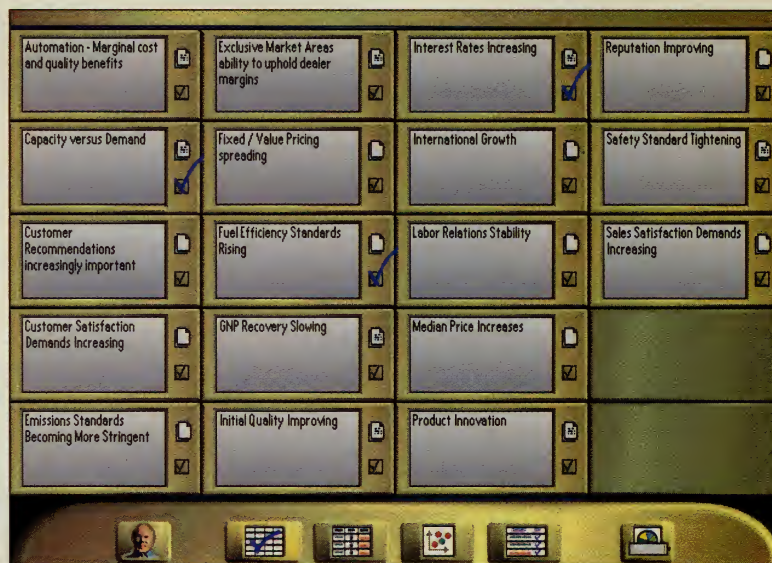 Automation - Marginal cost
and quality benefits
Exclusive Market Areas
ability to uphold dealer
margins
Interest Rates Increasing
Reputation Improving
Capacity versus Demand
Fixed / Value Pricing
spreading
International Growth
Safety Standard Tightening
Customer
Recommendations
increasingly important
Fuel Efficiency Standards
Rising
Labor Relations Stability
Sales Satisfaction Demands
Increasing
Customer Satisfaction
Demands Increasing
GNP Recovery Slowing
Median Price Increases
Emissions Standards
Becoming More Stringent
Initial Quality Improving
Product Innovation